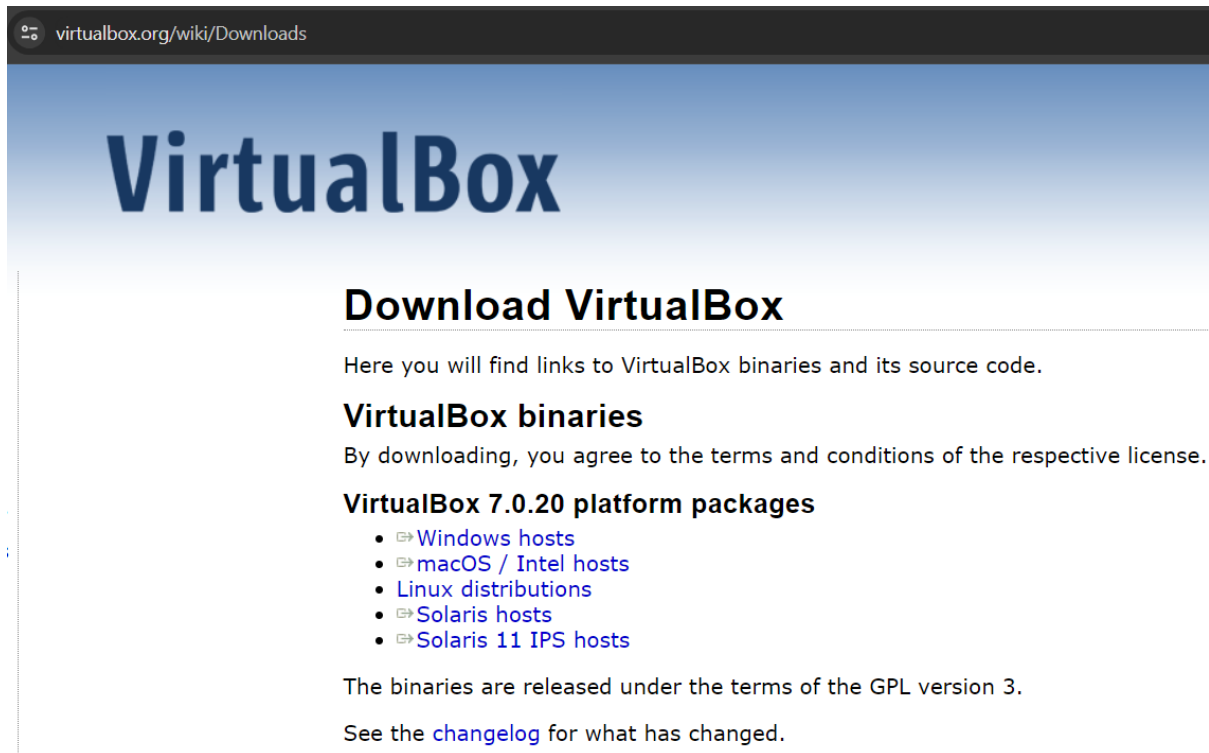 virtualbox.org/wiki/Downloads
VirtualBox
Download VirtualBox
Here you will find links to VirtualBox binaries and its source code.
VirtualBox binaries
By downloading, you agree to the terms and conditions of the respective license.
VirtualBox 7.0.20 platform packages
Windows hosts
macOS / Intel hosts
Linux distributions
Solaris hosts
Solaris 11 IPS hosts
The binaries are released under the terms of the GPL version 3.
See the changelog for what has changed.